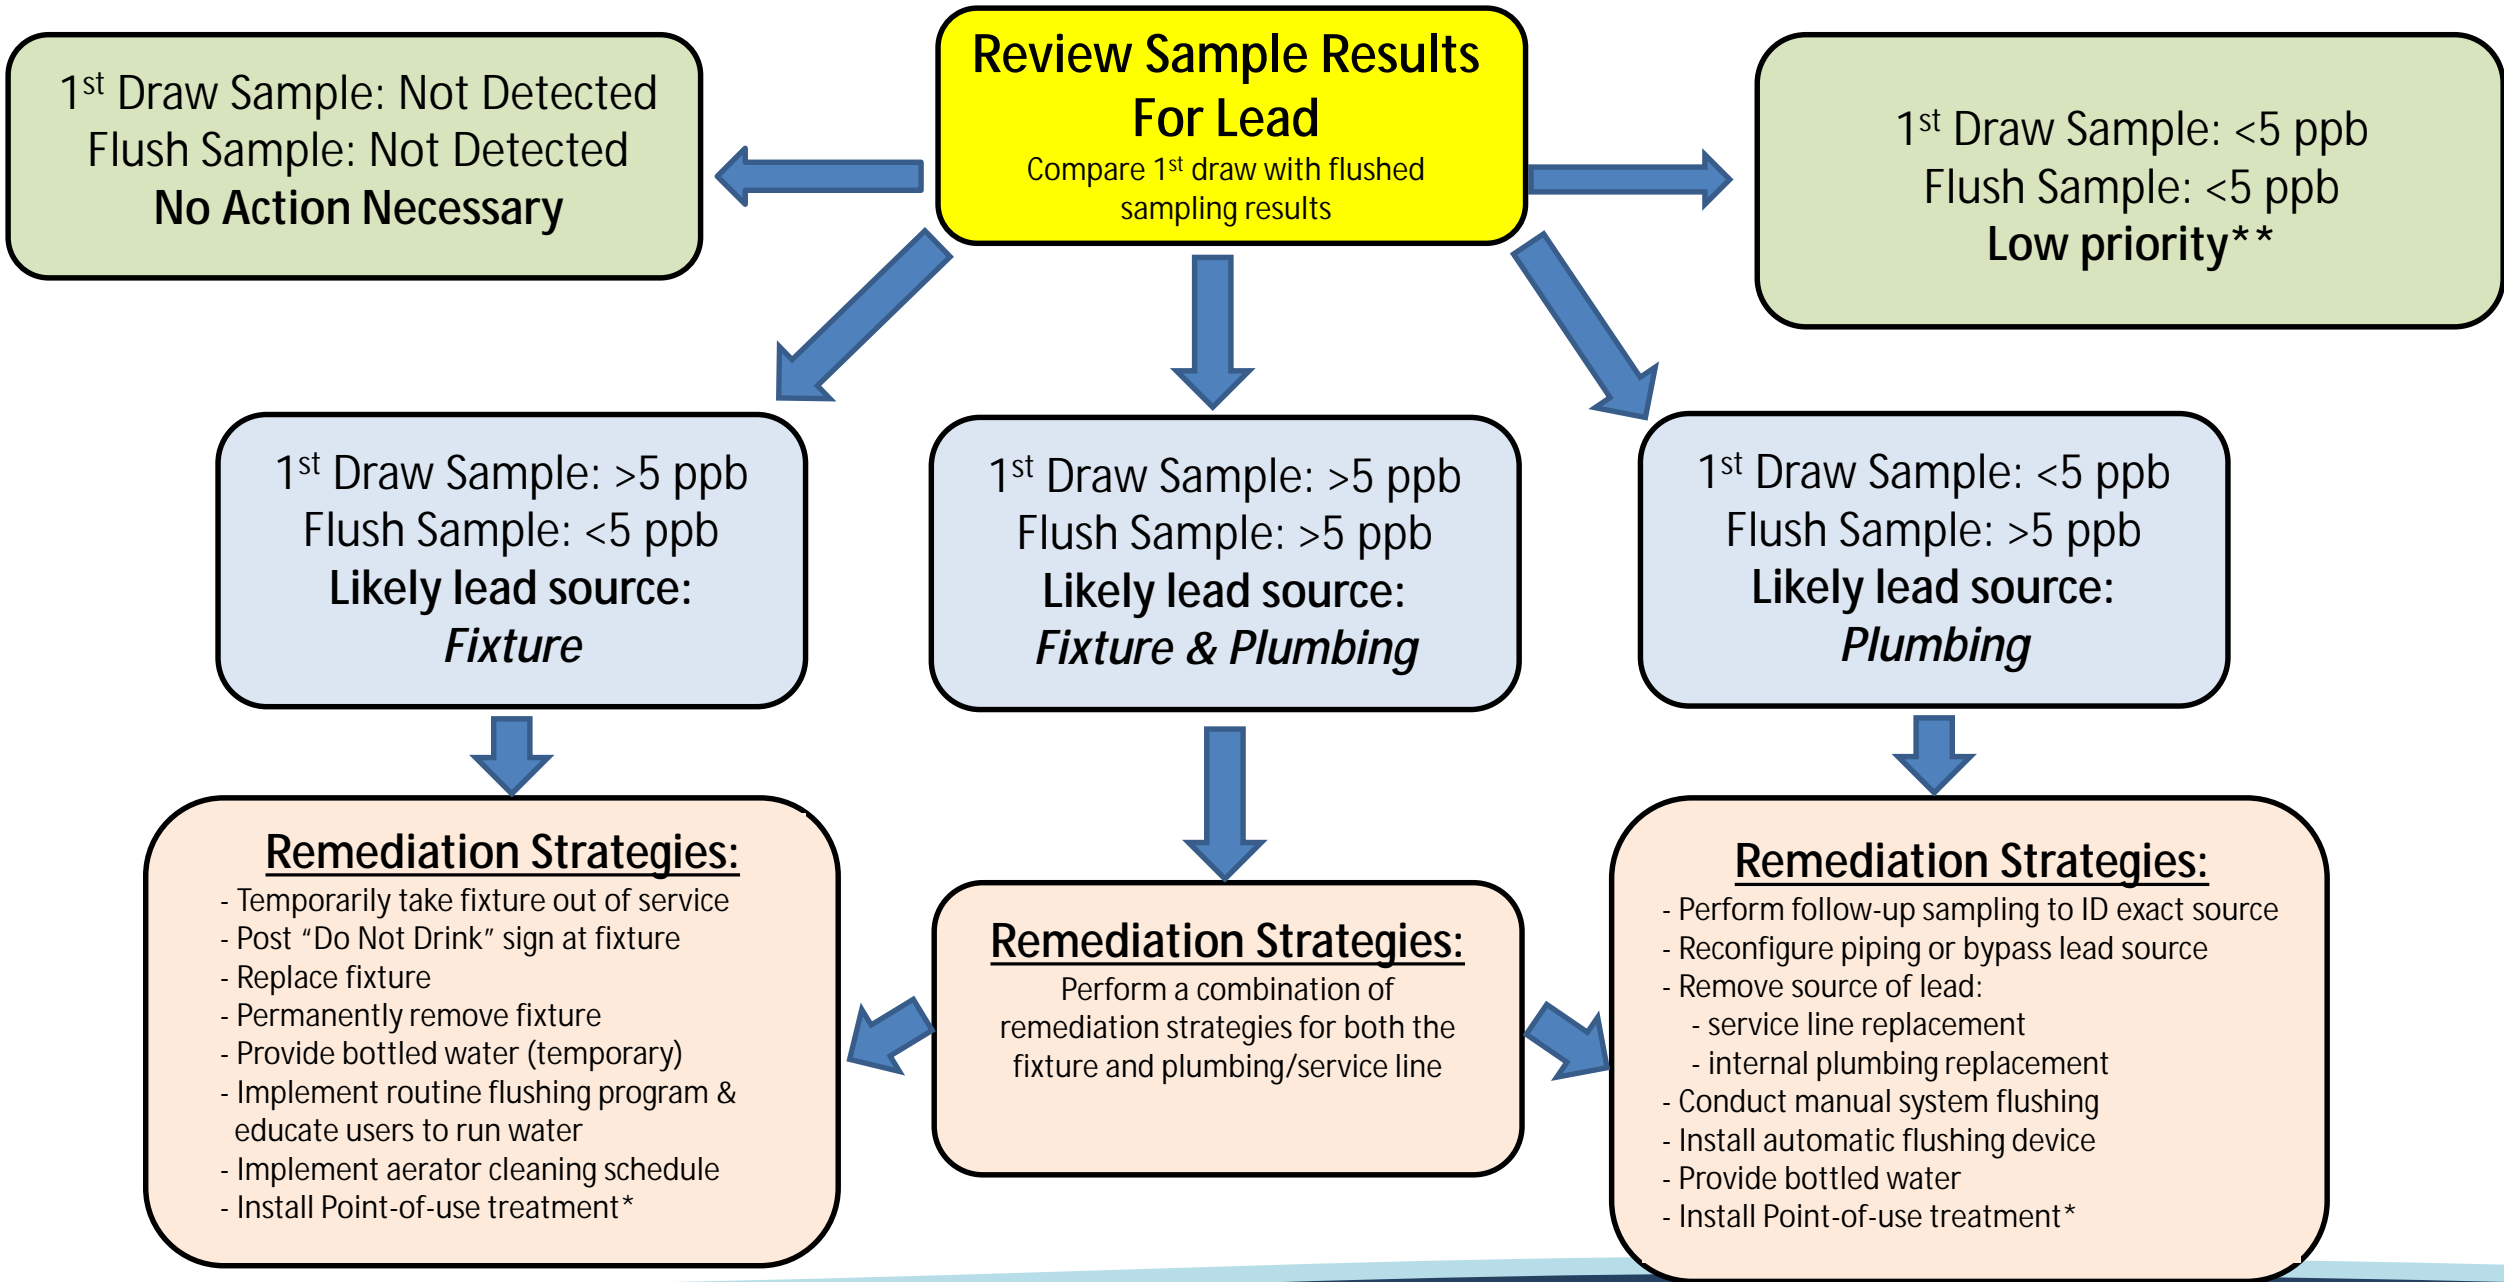 Review Sample Results
For Lead
Compare 1st draw with flushed
sampling results
1st Draw Sample: Not Detected
Flush Sample: Not Detected
No Action Necessary
1st Draw Sample: <5 ppb
Flush Sample: <5 ppb
Low priority**
1st Draw Sample: >5 ppb
Flush Sample: <5 ppb
Likely lead source:
Fixture
1st Draw Sample: >5 ppb
Flush Sample: >5 ppb
Likely lead source:
Fixture & Plumbing
1st Draw Sample: <5 ppb
Flush Sample: >5 ppb
Likely lead source:
Plumbing
Remediation Strategies:
- Temporarily take fixture out of service
- Post “Do Not Drink” sign at fixture
- Replace fixture
- Permanently remove fixture
- Provide bottled water (temporary)
- Implement routine flushing program &
educate users to run water
- Implement aerator cleaning schedule
- Install Point-of-use treatment*
Remediation Strategies:
Perform a combination of
remediation strategies for both the
fixture and plumbing/service line
Remediation Strategies:
- Perform follow-up sampling to ID exact source
- Reconfigure piping or bypass lead source
- Remove source of lead:
- service line replacement
- internal plumbing replacement
- Conduct manual system flushing
- Install automatic flushing device
- Provide bottled water
- Install Point-of-use treatment*